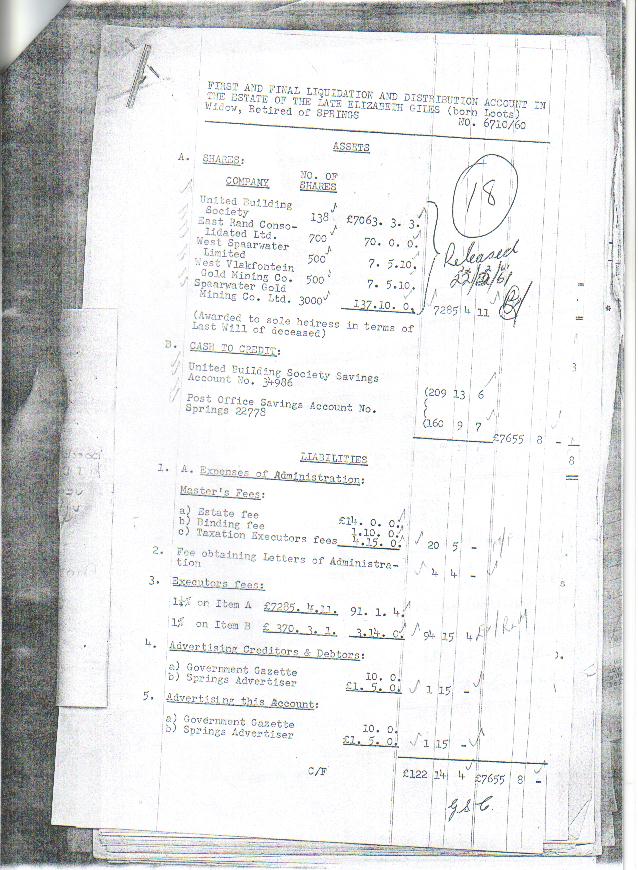 FIRST AND FINAL LIQUIDATION AND DISTRIBUTION ACCOUNT IN
THE ESTATE OF THE LATE ELIZABETH GILES (born Loots)
Widow, Retired of SPRINGS NO. 6710/60
ASSETS
A. SHARES:
COMPANY NO. OF SHARES
18
United Building
Society 138 £7063. 3. 3.
East Rand Conso-
lidated Ltd. 700 70. 0. 0.
West Spaarwater
Limited 500 7. 5.10.
West Vlakfontein
Gold Mining Co. 500 7. 5.10.
Spaarwater Gold
Mining Co. Ltd. 3000 137.10. 0. 7285 4 11
Released
(Awarded to sole heiress in terms of
Last Will of deceased)
B. CASH TO CREDIT:
United Building Society Savings
Account No. 34986 (209 13 6
Post Office Savings Account No.
Springs 22778 (160 9 7
£7655 8 -
LIABILITIES
1. A. Expenses of Administration:
Master's Fees:
a) Estate fee £14. 0. 0.
b) Binding fee 1.10. 0.
c) Taxation Executors fees 4.15. 0. 20 5 -
2. Fee obtaining Letters of Administra-
tion 4 4 -
3. Executors fees:
1¼% on Item A £7285. 4.11. 91. 1. 4.
1% on Item B £ 370. 3. 1. 3.14. 0. 94 15 4
4. Advertising Creditors & Debtors:
a) Government Gazette 10. 0.
b) Springs Advertiser £1. 5. 0. 1 15 -
5. Advertising this Account:
a) Government Gazette 10. 0.
b) Springs Advertiser £1. 5. 0. 1 15 -
C/F £122 14 4 £7655 8 -